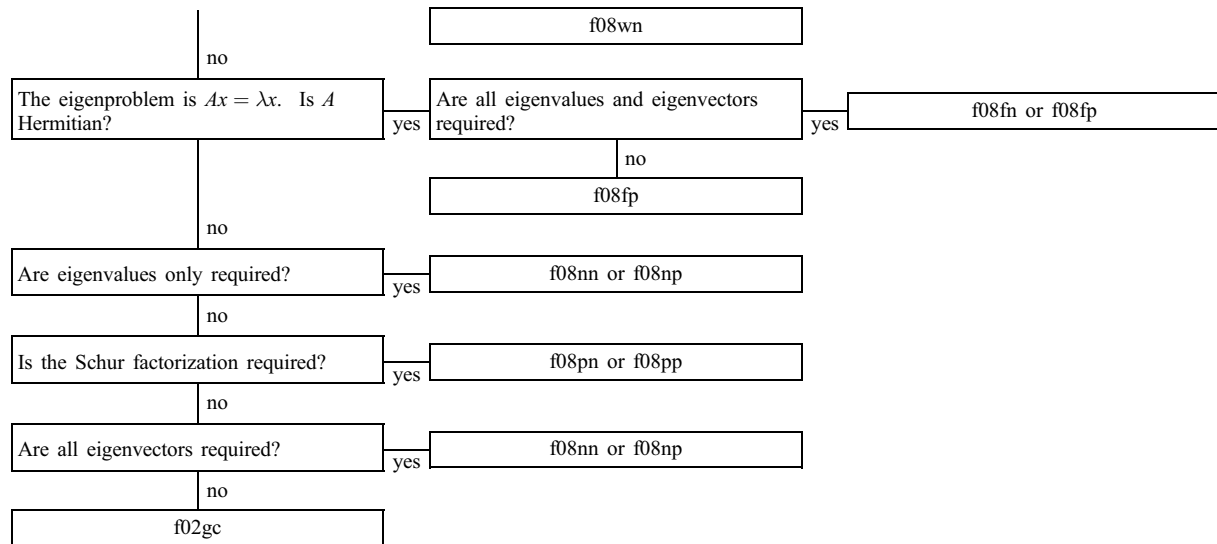 f08wn
no
The eigenproblem is Ax = λx. Is A
Hermitian?
yes
Are all eigenvalues and eigenvectors
required?
yes
f08fn or f08fp
no
f08fp
no
Are eigenvalues only required?
yes
f08nn or f08np
no
Is the Schur factorization required?
yes
f08pn or f08pp
no
Are all eigenvectors required?
yes
f08nn or f08np
no
f02gc